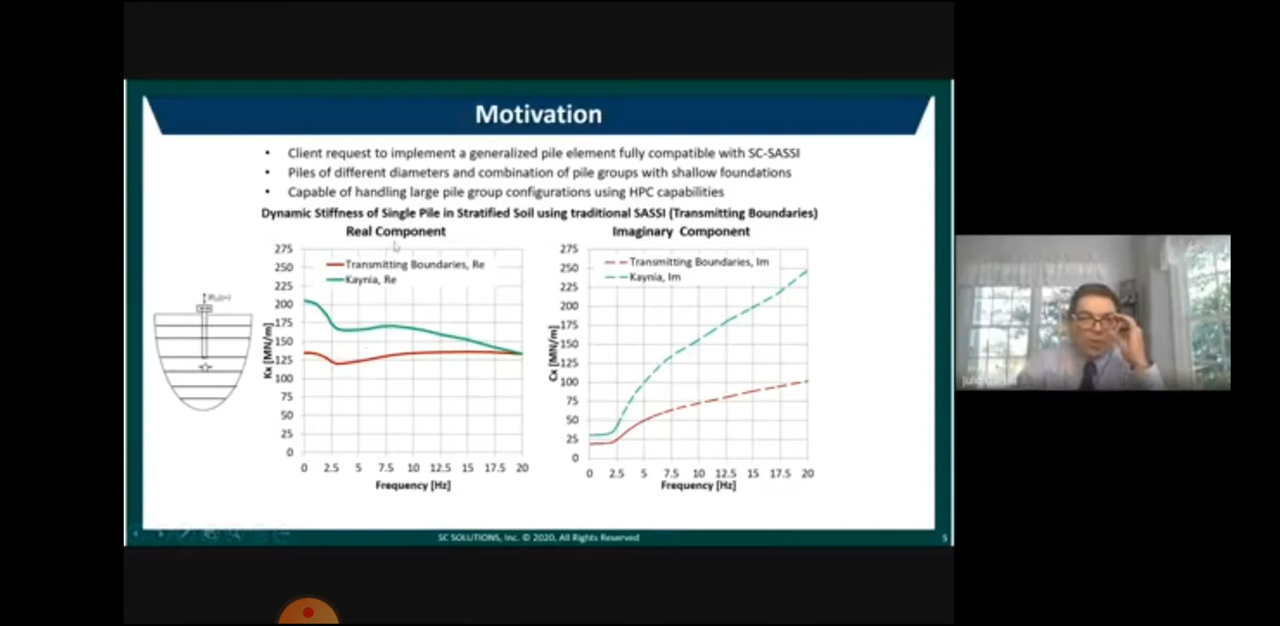 Motivation
• Client request to implement a generalized pile element fully compatible with SC-SASSI
• Piles of different diameters and combination of pile groups with shallow foundations
• Capable of handling large pile group configurations using HPC capabilities
Dynamic Stiffness of Single Pile in Stratified Soil using traditional SASSI (Transmitting Boundaries)
Real Component
275
250
225
200
175
150
125
100
75
50
25
0
Kx [MN/m]
Transmitting Boundaries, Re
Kaynia, Re
0 2.5 5 7.5 10 12.5 15 17.5 20
Frequency [Hz]
Imaginary Component
275
250
225
200
175
150
125
100
75
50
25
0
Cx [MN/m]
Transmitting Boundaries, Im
Kaynia, Im
0 2.5 5 7.5 10 12.5 15 17.5 20
Frequency [Hz]
SC SOLUTIONS, Inc. © 2020, All Rights Reserved
5